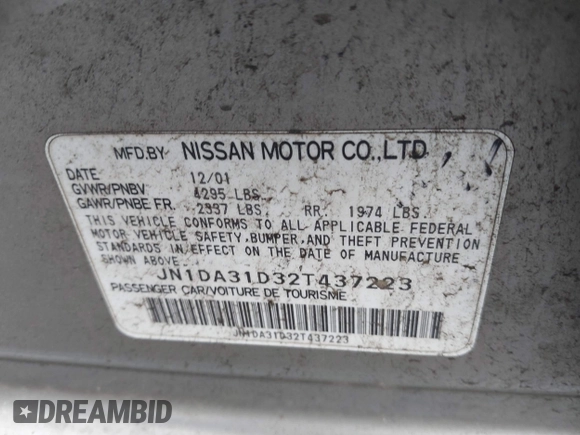 MFD.BY NISSAN MOTOR CO.,LTD.
DATE 12/01
GVWR/PNBV 4295 LBS.
GAWR/PNBE FR. 2337 LBS. RR. 1974 LBS.
THIS VEHICLE CONFORMS TO ALL APPLICABLE FEDERAL
MOTOR VEHICLE SAFETY,BUMPER,AND THEFT PREVENTION
STANDARDS IN EFFECT ON THE DATE OF MANUFACTURE
SHOWN ABOVE.
JN1DA31D32T437223
PASSENGER CAR/VOITURE DE TOURISME
JN1DA31D32T437223
DREAMBID